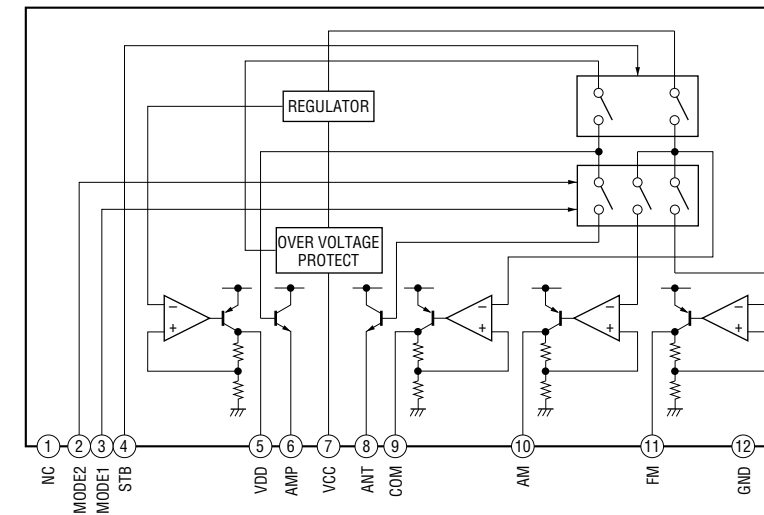 REGULATOR
OVER VOLTAGE
PROTECT
−
+
−
+
−
+
−
+
1
2
3
4
5
6
7
8
9
10
11
12
NC
MODE2
MODE1
STB
VDD
AMP
VCC
ANT
COM
AM
FM
GND